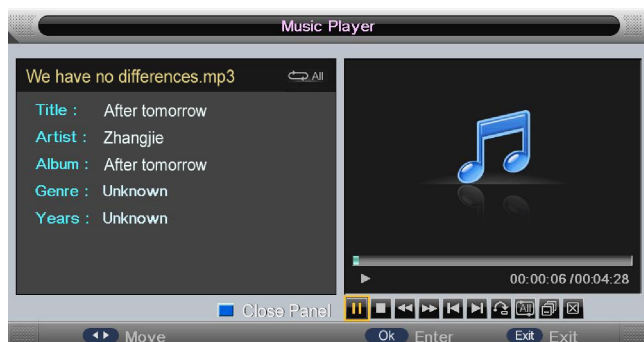 Music Player
We have no differences.mp3 All
Title : After tomorrow
Artist : Zhangjie
Album : After tomorrow
Genre : Unknown
Years : Unknown
00:00:06 /00:04:28
Close Panel
All
Move Ok Enter Exit Exit